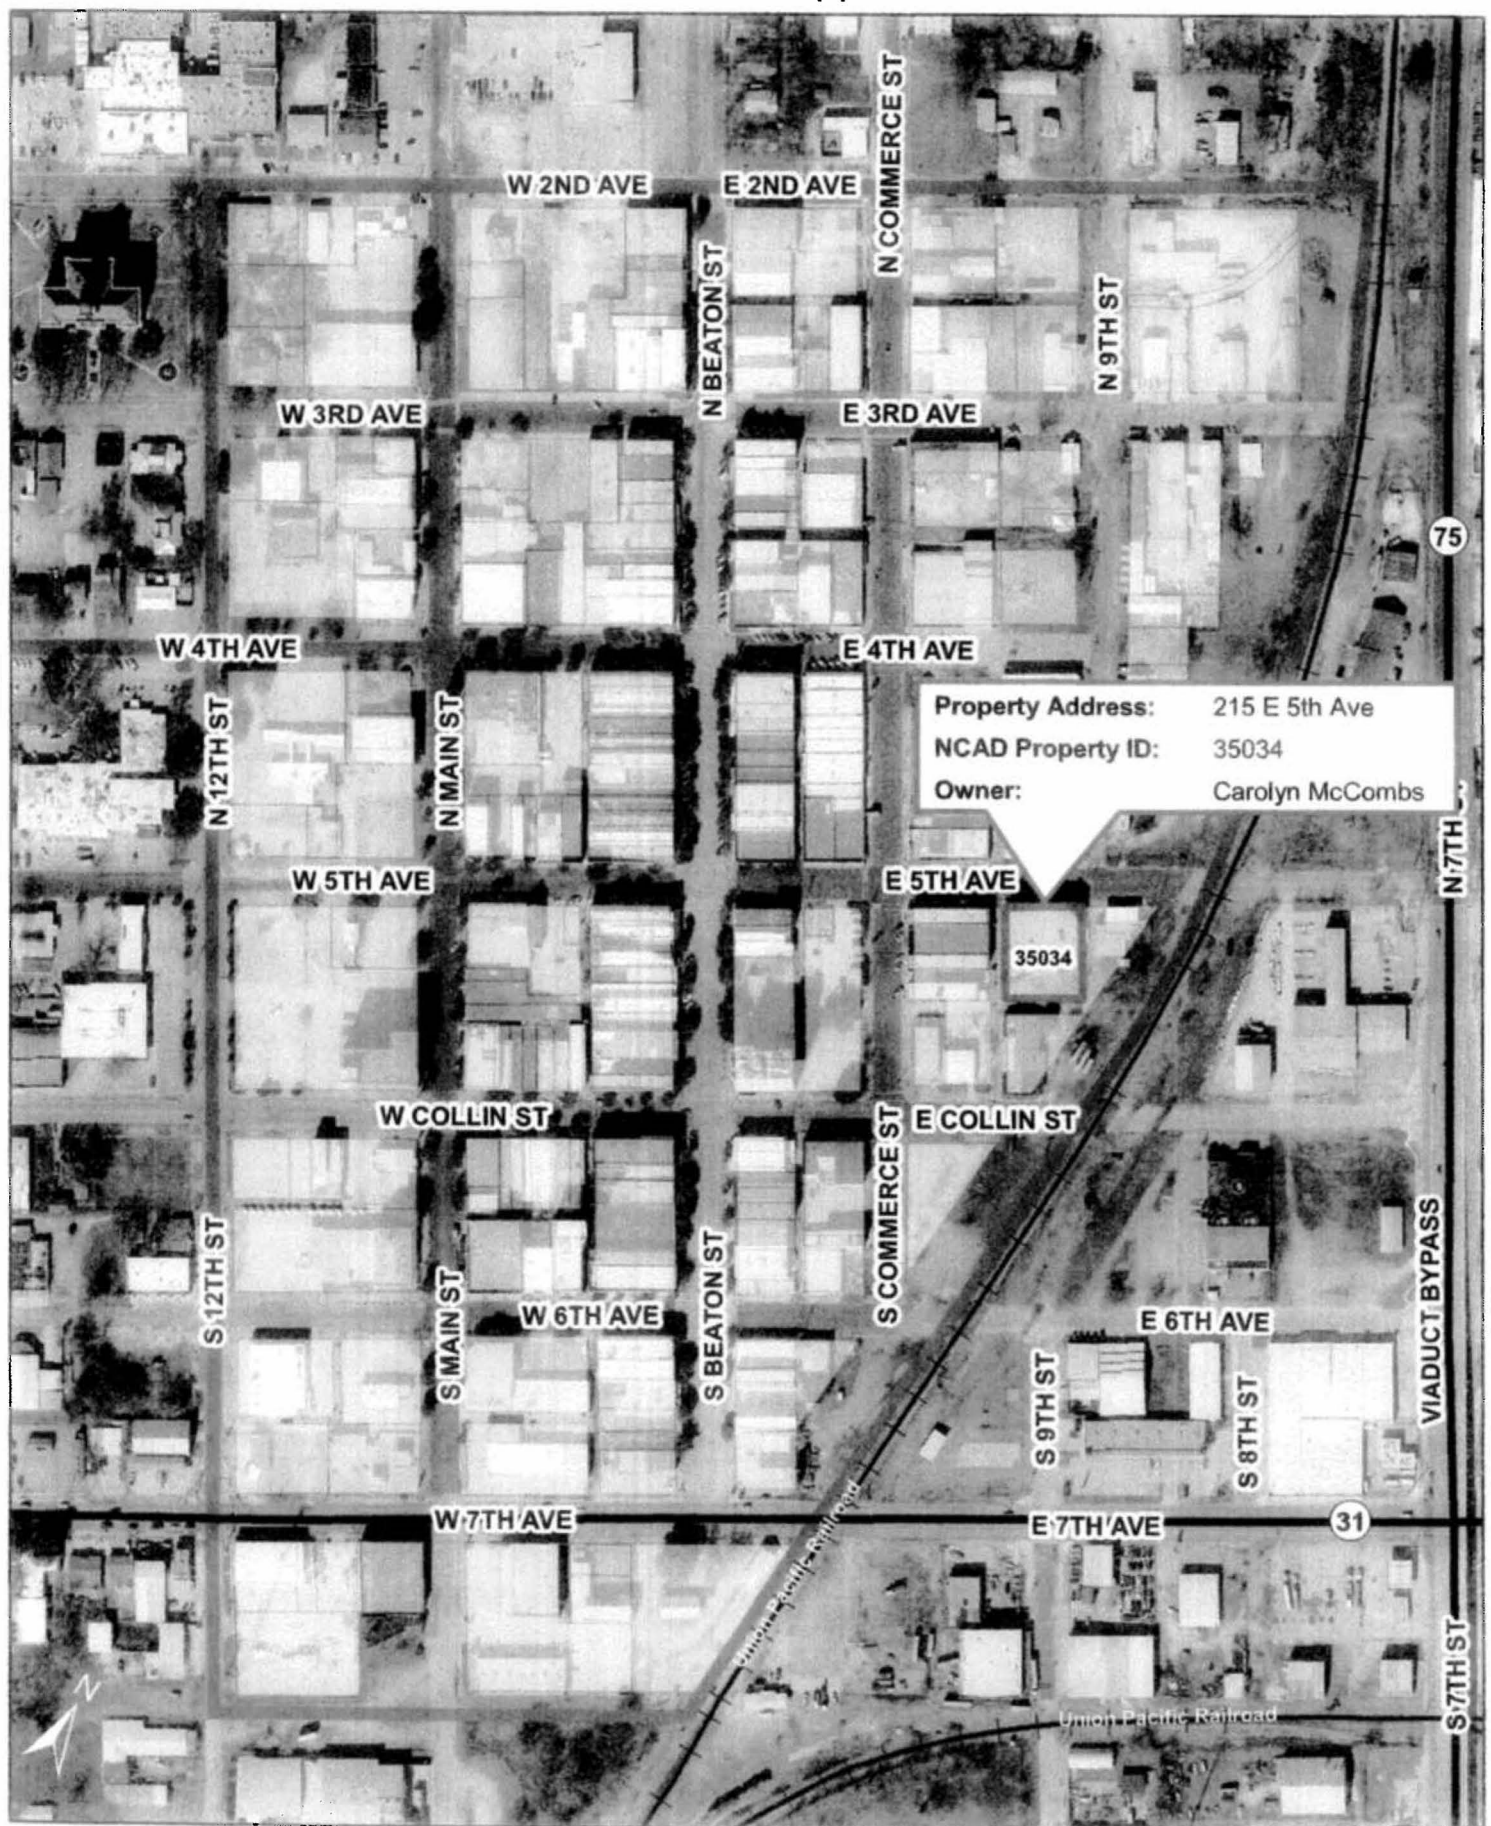 N COMMERCE ST
W 2ND AVE
E 2ND AVE
N BEATON ST
N 9TH ST
W 3RD AVE
E 3RD AVE
75
W 4TH AVE
E 4TH AVE
N 12TH ST
N MAIN ST
Property Address: 215 E 5th Ave
NCAD Property ID: 35034
Owner: Carolyn McCombs
N 7TH
W 5TH AVE
E 5TH AVE
35034
W COLLIN ST
E COLLIN ST
S 12TH ST
S MAIN ST
S BEATON ST
S COMMERCE ST
VIADUCT BYPASS
W 6TH AVE
E 6TH AVE
S 9TH ST
S 8TH ST
W 7TH AVE
E 7TH AVE
31
Union Pacific Railroad
S 7TH ST
Union Pacific Railroad
N